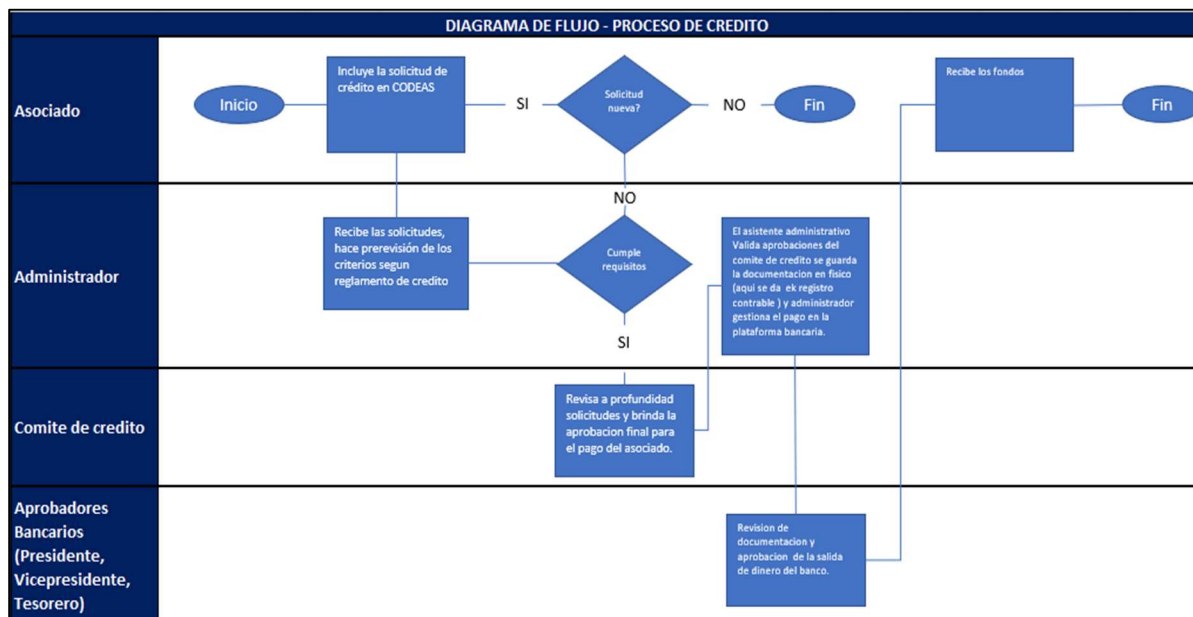 DIAGRAMA DE FLUJO - PROCESO DE CREDITO
Asociado
Inicio
Incluye la solicitud de
crédito en CODEAS
SI
Solicitud
nueva?
NO
Fin
Recibe los fondos
Fin
NO
Administrador
Recibe las solicitudes,
hace prerevisión de los
criterios segun
reglamento de credito
Cumple
requisitos
SI
El asistente administrativo
Valida aprobaciones del
comite de credito se guarda
la documentacion en fisico
(aqui se da ek registro
contrable ) y administrador
gestiona el pago en la
plataforma bancaria.
Comite de credito
Revisa a profundidad
solicitudes y brinda la
aprobacion final para
el pago del asociado.
Aprobadores
Bancarios
(Presidente,
Vicepresidente,
Tesorero)
Revision de
documentacion y
aprobacion de la salida
de dinero del banco.